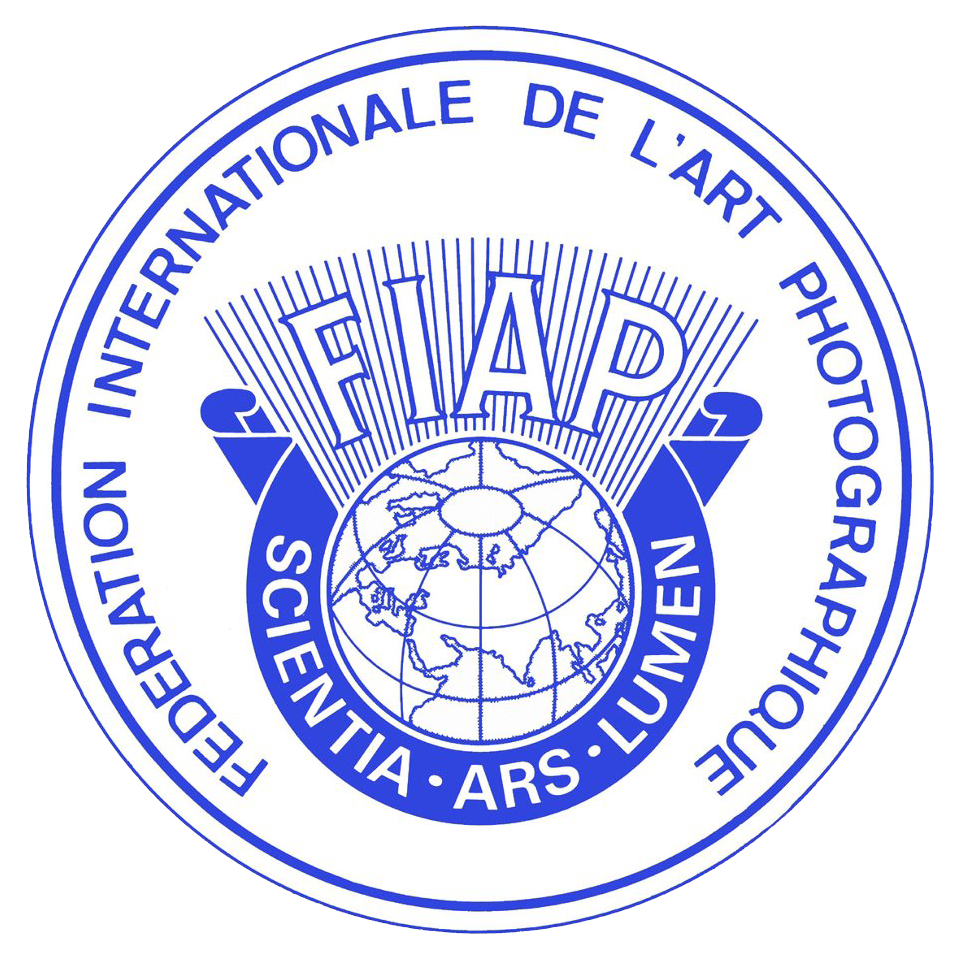 FEDERATION INTERNATIONALE DE L'ART PHOTOGRAPHIQUE
FIAP
SCIENTIA · ARS · LUMEN